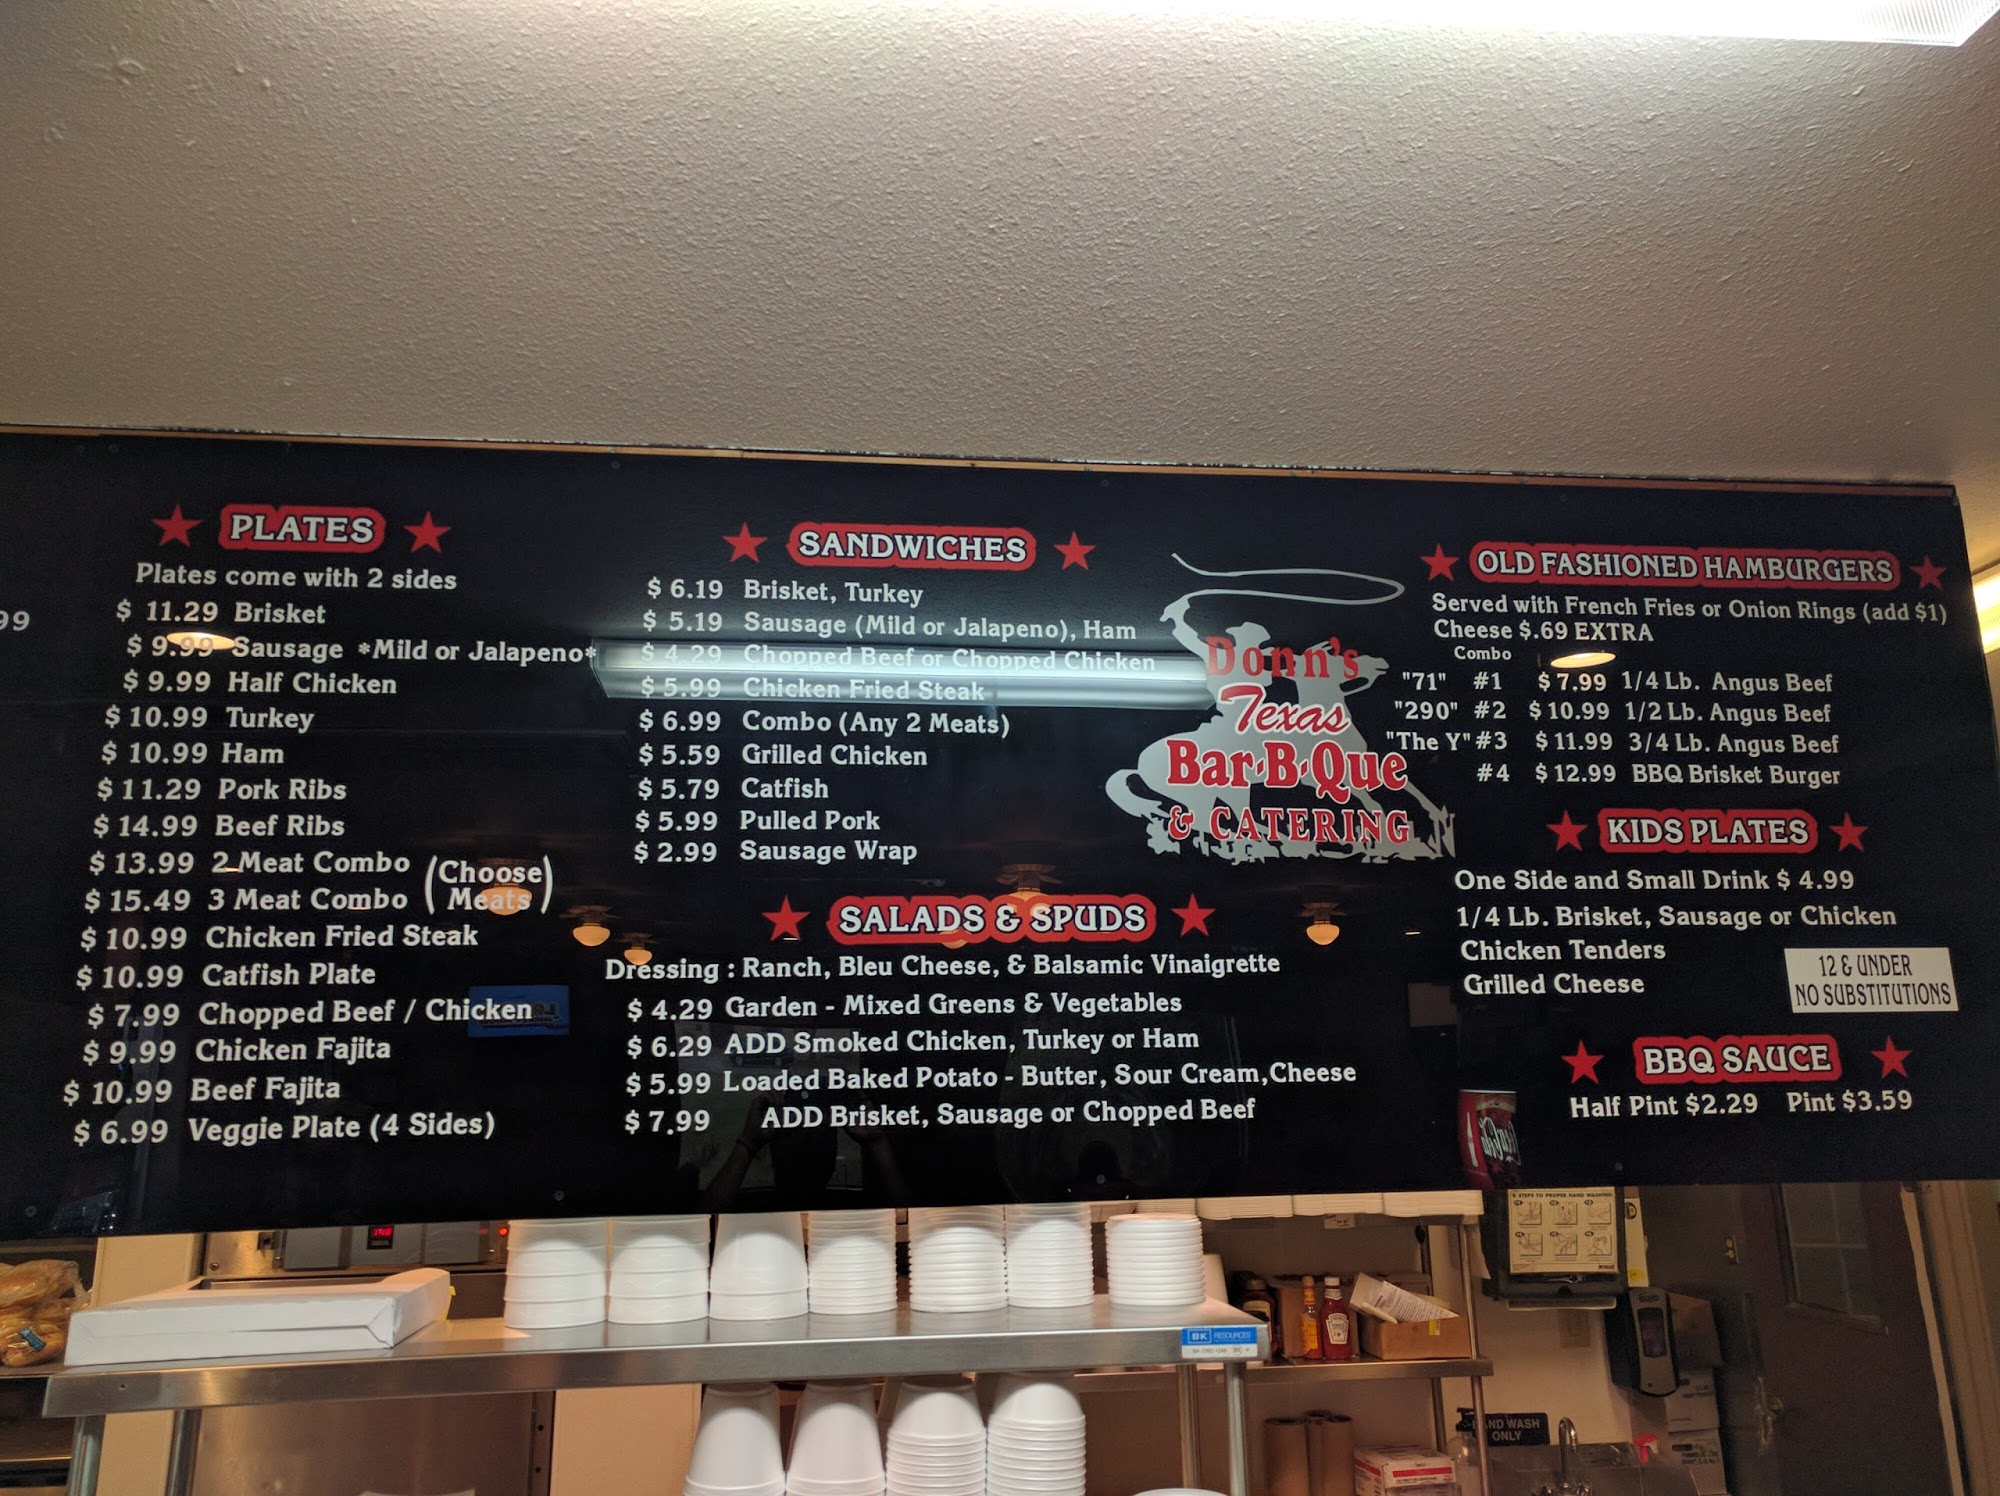 99
PLATES
Plates come with 2 sides
$ 11.29 Brisket
$ 9.99 Sausage *Mild or Jalapeno*
$ 9.99 Half Chicken
$ 10.99 Turkey
$ 10.99 Ham
$ 11.29 Pork Ribs
$ 14.99 Beef Ribs
$ 13.99 2 Meat Combo (Choose
$ 15.49 3 Meat Combo Meats)
$ 10.99 Chicken Fried Steak
$ 10.99 Catfish Plate
$ 7.99 Chopped Beef / Chicken
$ 9.99 Chicken Fajita
$ 10.99 Beef Fajita
$ 6.99 Veggie Plate (4 Sides)
SANDWICHES
$ 6.19 Brisket, Turkey
$ 5.19 Sausage (Mild or Jalapeno), Ham
$ 4.29 Chopped Beef or Chopped Chicken
$ 5.99 Chicken Fried Steak
$ 6.99 Combo (Any 2 Meats)
$ 5.59 Grilled Chicken
$ 5.79 Catfish
$ 5.99 Pulled Pork
$ 2.99 Sausage Wrap
SALADS & SPUDS
Dressing : Ranch, Bleu Cheese, & Balsamic Vinaigrette
$ 4.29 Garden - Mixed Greens & Vegetables
$ 6.29 ADD Smoked Chicken, Turkey or Ham
$ 5.99 Loaded Baked Potato - Butter, Sour Cream,Cheese
$ 7.99 ADD Brisket, Sausage or Chopped Beef
Donn's
Texas
Bar-B-Que
& CATERING
OLD FASHIONED HAMBURGERS
Served with French Fries or Onion Rings (add $1)
Cheese $.69 EXTRA
Combo
"71" #1 $ 7.99 1/4 Lb. Angus Beef
"290" #2 $ 10.99 1/2 Lb. Angus Beef
"The Y" #3 $ 11.99 3/4 Lb. Angus Beef
#4 $ 12.99 BBQ Brisket Burger
KIDS PLATES
One Side and Small Drink $ 4.99
1/4 Lb. Brisket, Sausage or Chicken
Chicken Tenders
Grilled Cheese
12 & UNDER
NO SUBSTITUTIONS
BBQ SAUCE
Half Pint $2.29 Pint $3.59
BK RESOURCES
6 STEPS TO PROPER HAND WASHING
HAND WASH
ONLY